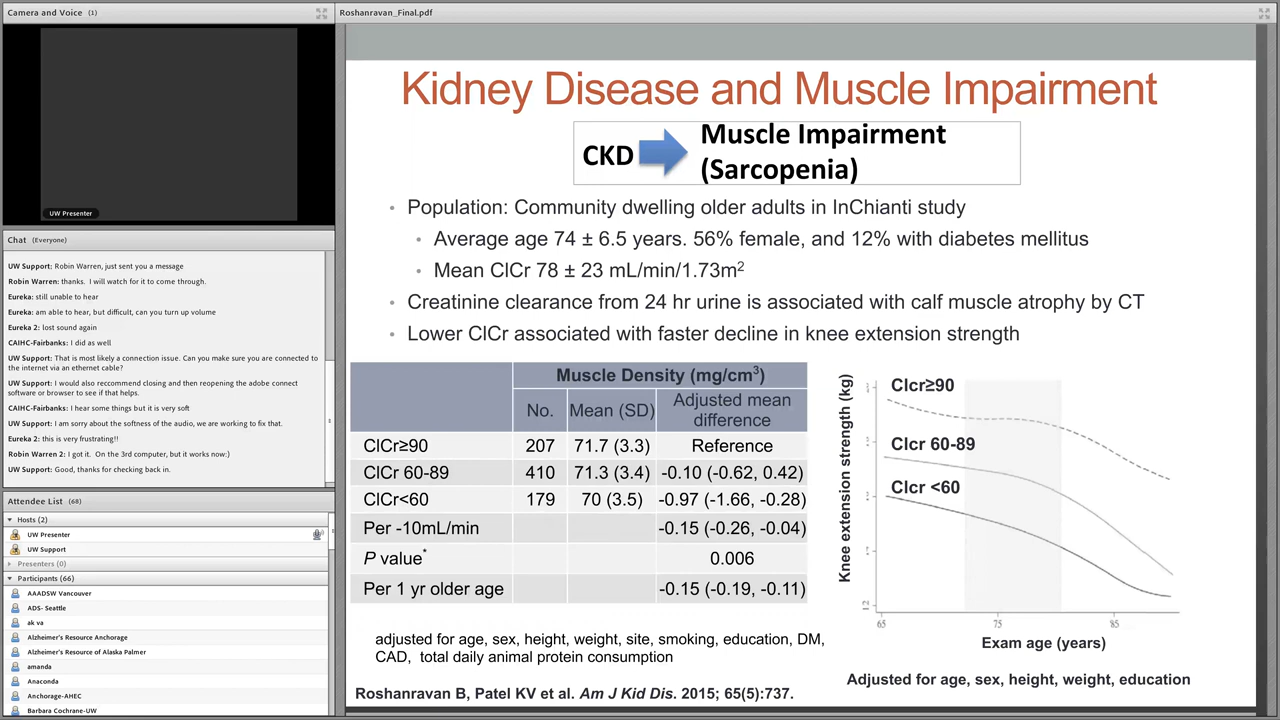 Camera and Voice (1)
UW Presenter
Chat (Everyone)
UW Support: Robin Warren, just sent you a message
Robin Warren: thanks. I will watch for it to come through.
Eureka: still unable to hear
Eureka: am able to hear, but difficult, can you turn up volume
Eureka 2: lost sound again
CAIHC-Fairbanks: I did as well
UW Support: That is most likely a connection issue. Can you make sure you are connected to
the internet via an ethernet cable?
UW Support: I would also reccommend closing and then reopening the adobe connect
software or browser to see if that helps.
CAIHC-Fairbanks: I hear some things but it is very soft
UW Support: I am sorry about the softness of the audio, we are working to fix that.
Eureka 2: this is very frustrating!!
Robin Warren 2: I got it. On the 3rd computer, but it works now:)
UW Support: Good, thanks for checking back in.
Attendee List (68)
Hosts (2)
UW Presenter
UW Support
Presenters (0)
Participants (66)
AAADSW Vancouver
ADS- Seattle
ak va
Alzheimer's Resource Anchorage
Alzheimer's Resource of Alaska Palmer
amanda
Anaconda
Anchorage-AHEC
Barbara Cochrane-UW
Roshanravan_Final.pdf
Kidney Disease and Muscle Impairment
CKD
Muscle Impairment
(Sarcopenia)
• Population: Community dwelling older adults in InChianti study
• Average age 74 ± 6.5 years. 56% female, and 12% with diabetes mellitus
• Mean ClCr 78 ± 23 mL/min/1.73m²
• Creatinine clearance from 24 hr urine is associated with calf muscle atrophy by CT
• Lower ClCr associated with faster decline in knee extension strength
Muscle Density (mg/cm³)
No. Mean (SD) Adjusted mean
difference
ClCr≥90 207 71.7 (3.3) Reference
ClCr 60-89 410 71.3 (3.4) -0.10 (-0.62, 0.42)
ClCr<60 179 70 (3.5) -0.97 (-1.66, -0.28)
Per -10mL/min -0.15 (-0.26, -0.04)
P value* 0.006
Per 1 yr older age -0.15 (-0.19, -0.11)
adjusted for age, sex, height, weight, site, smoking, education, DM,
CAD, total daily animal protein consumption
Roshanravan B, Patel KV et al. Am J Kid Dis. 2015; 65(5):737.
Knee extension strength (kg)
Clcr≥90
Clcr 60-89
Clcr <60
65 75 85
Exam age (years)
Adjusted for age, sex, height, weight, education